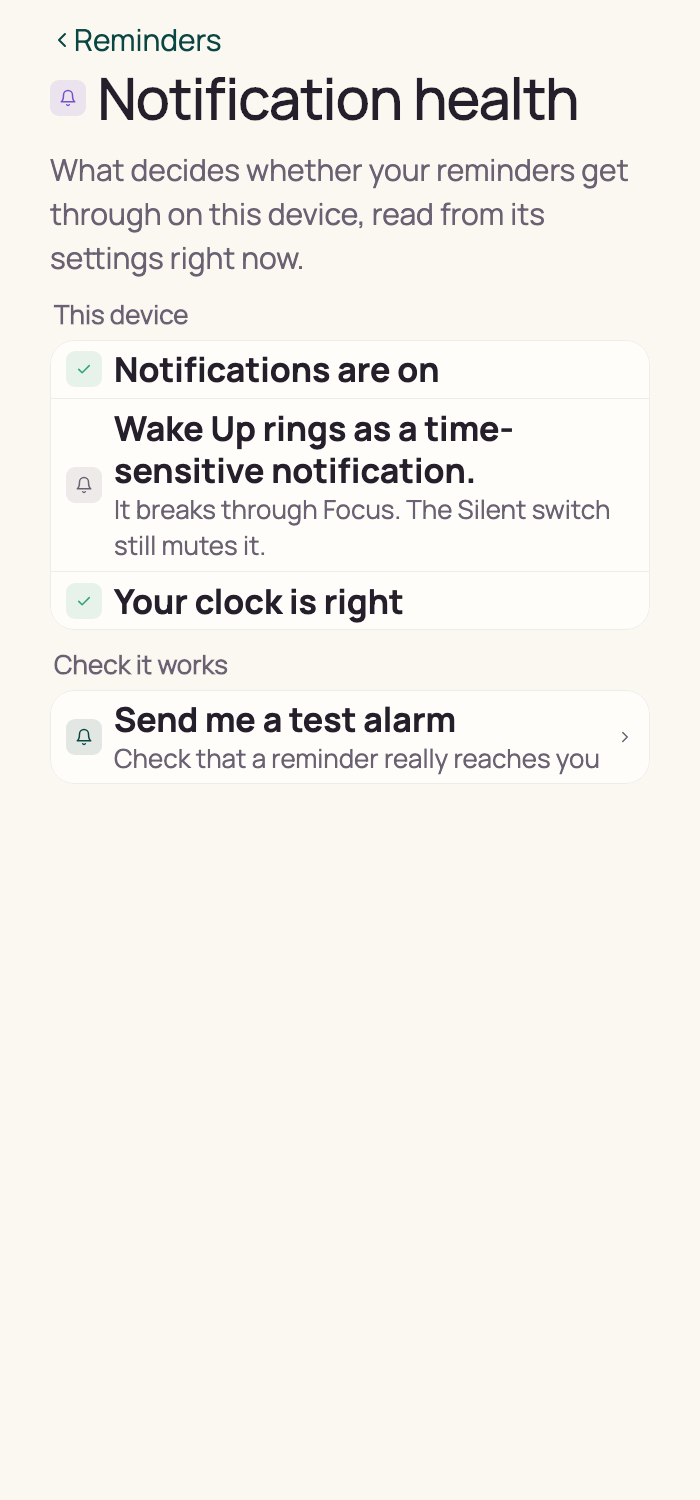 Reminders
Notification health
What decides whether your reminders get
through on this device, read from its
settings right now.
This device
Notifications are on
Wake Up rings as a time-
sensitive notification.
It breaks through Focus. The Silent switch
still mutes it.
Your clock is right
Check it works
Send me a test alarm
Check that a reminder really reaches you